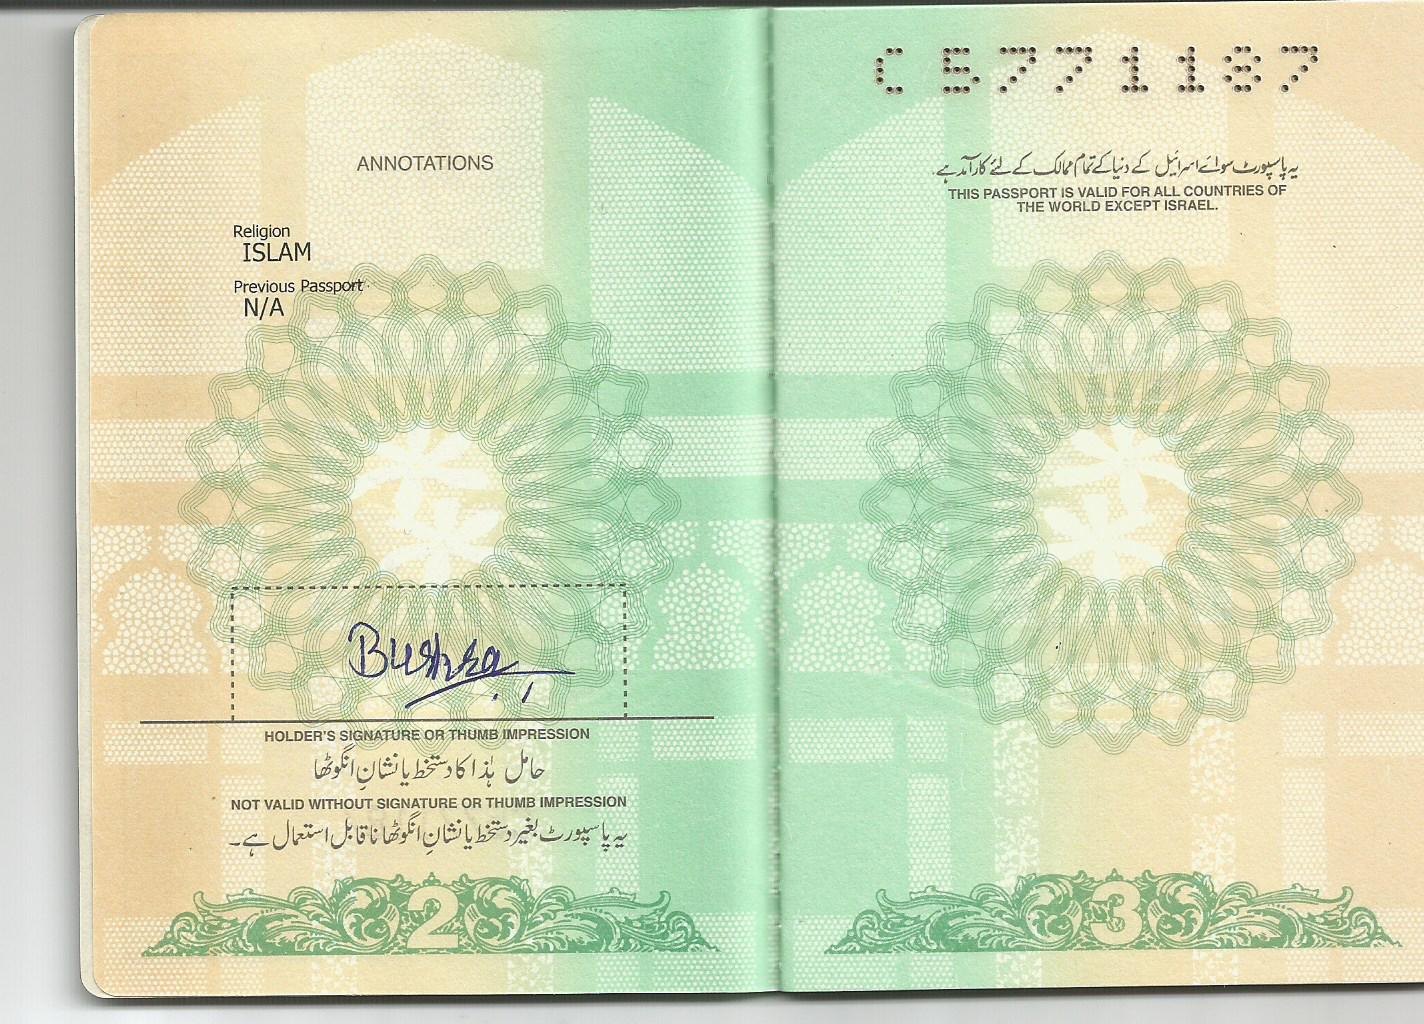 ANNOTATIONS
Religion
ISLAM
Previous Passport
N/A
Bushra
HOLDER'S SIGNATURE OR THUMB IMPRESSION
حامل ہٰذا کا دستخط یا نشانِ انگوٹھا
NOT VALID WITHOUT SIGNATURE OR THUMB IMPRESSION
یہ پاسپورٹ بغیر دستخط یا نشانِ انگوٹھا ناقابل استعمال ہے۔
2
C5771187
یہ پاسپورٹ سوائے اسرائیل کے دنیا کے تمام ممالک کے لئے کارآمد ہے۔
THIS PASSPORT IS VALID FOR ALL COUNTRIES OF
THE WORLD EXCEPT ISRAEL.
3